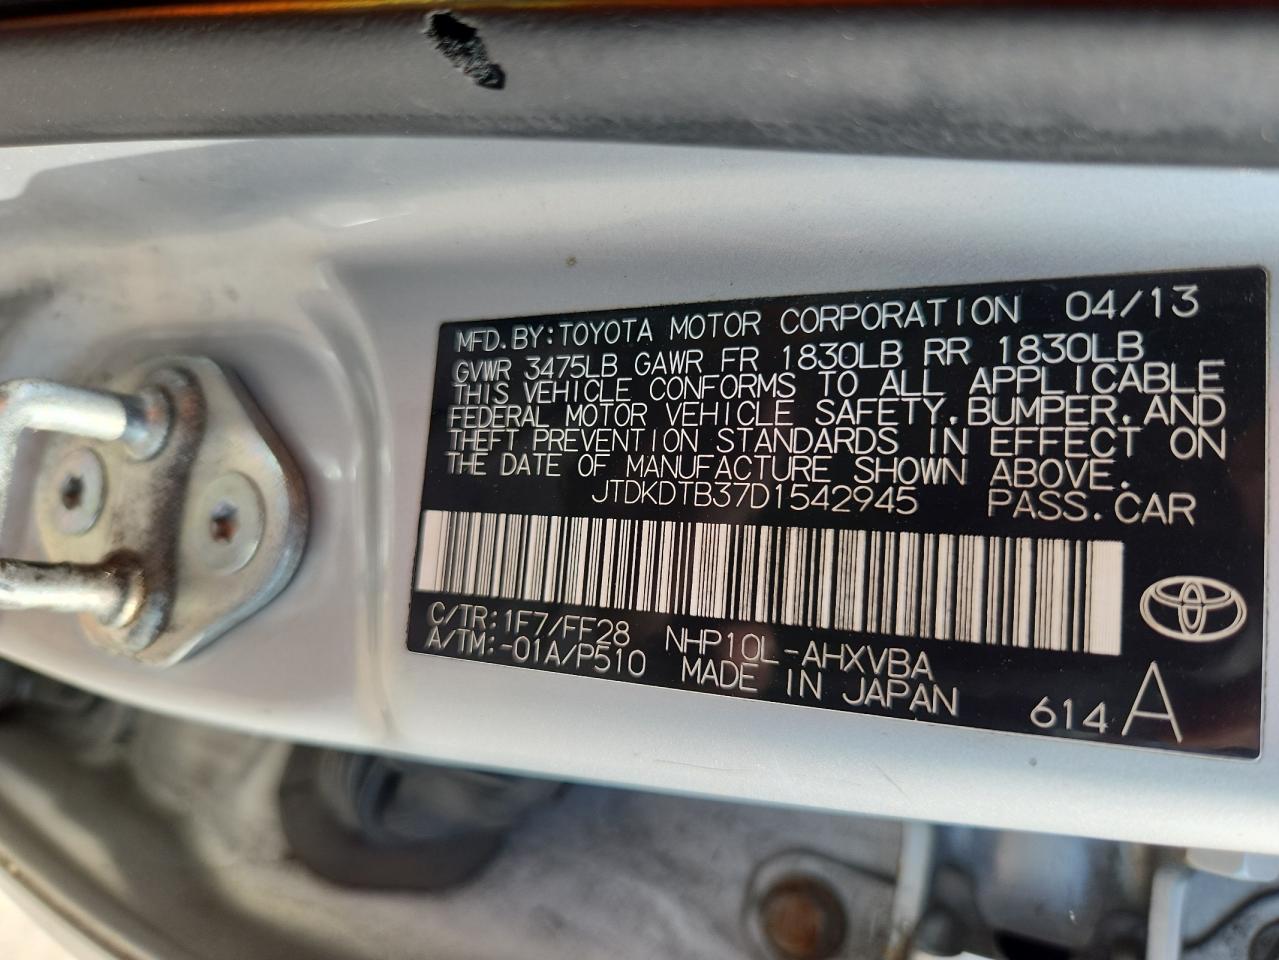 MFD.BY:TOYOTA MOTOR CORPORATION 04/13
GVWR 3475LB GAWR FR 1830LB RR 1830LB
THIS VEHICLE CONFORMS TO ALL APPLICABLE
FEDERAL MOTOR VEHICLE SAFETY,BUMPER,AND
THEFT PREVENTION STANDARDS IN EFFECT ON
THE DATE OF MANUFACTURE SHOWN ABOVE.
JTDKDTB37D1542945 PASS.CAR
C/TR:1F7/FF28 NHP10L-AHXVBA
A/TM:-01A/P510 MADE IN JAPAN 614 A